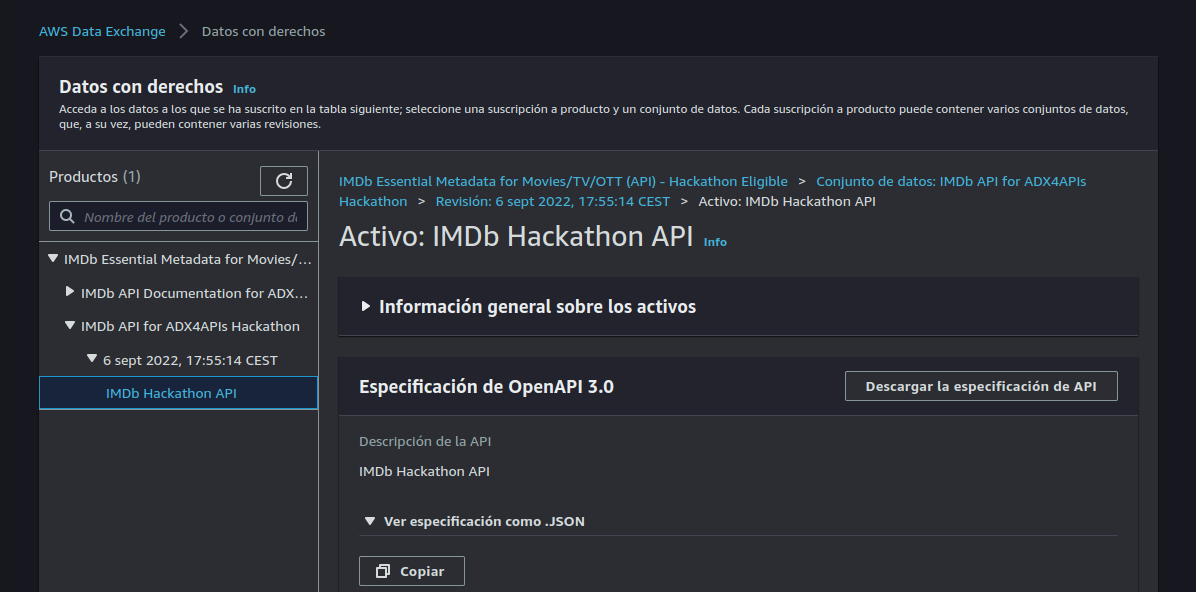 AWS Data Exchange > Datos con derechos
Datos con derechos Info
Acceda a los datos a los que se ha suscrito en la tabla siguiente; seleccione una suscripción a producto y un conjunto de datos. Cada suscripción a producto puede contener varios conjuntos de datos,
que, a su vez, pueden contener varias revisiones.
Productos (1)
Nombre del producto o conjunto d
IMDb Essential Metadata for Movies/...
IMDb API Documentation for ADX...
IMDb API for ADX4APIs Hackathon
6 sept 2022, 17:55:14 CEST
IMDb Hackathon API
IMDb Essential Metadata for Movies/TV/OTT (API) - Hackathon Eligible > Conjunto de datos: IMDb API for ADX4APIs
Hackathon > Revisión: 6 sept 2022, 17:55:14 CEST > Activo: IMDb Hackathon API
Activo: IMDb Hackathon API Info
Información general sobre los activos
Especificación de OpenAPI 3.0
Descargar la especificación de API
Descripción de la API
IMDb Hackathon API
Ver especificación como .JSON
Copiar